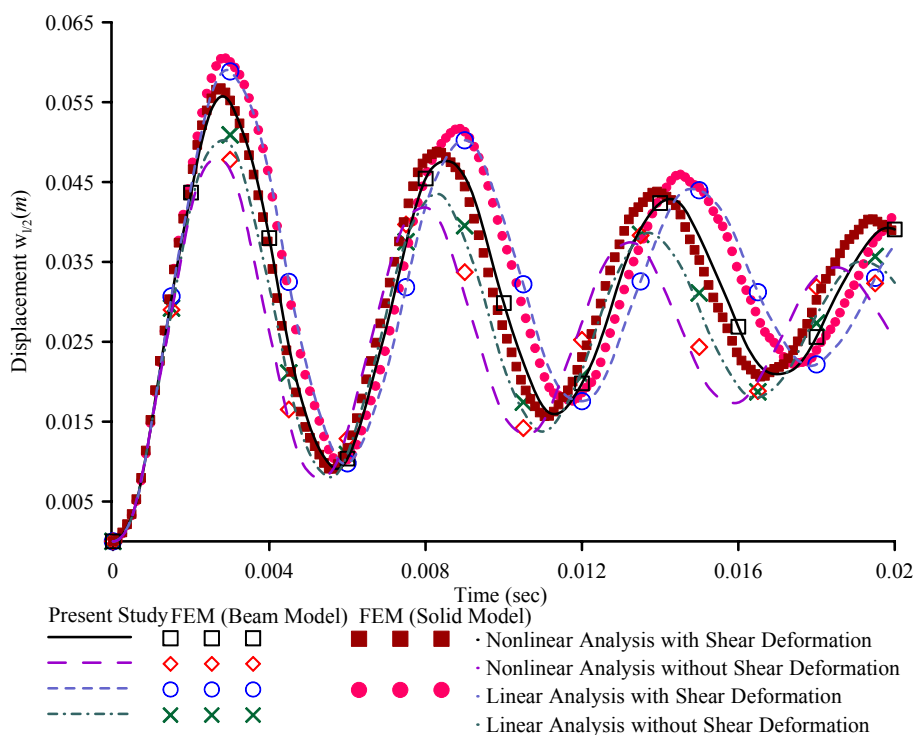 0.065
0.055
0.045
0.035
0.025
0.015
0.005
Displacement wl/2(m)
0 0.004 0.008 0.012 0.016 0.02
Time (sec)
Present Study FEM (Beam Model) FEM (Solid Model)
Nonlinear Analysis with Shear Deformation
Nonlinear Analysis without Shear Deformation
Linear Analysis with Shear Deformation
Linear Analysis without Shear Deformation